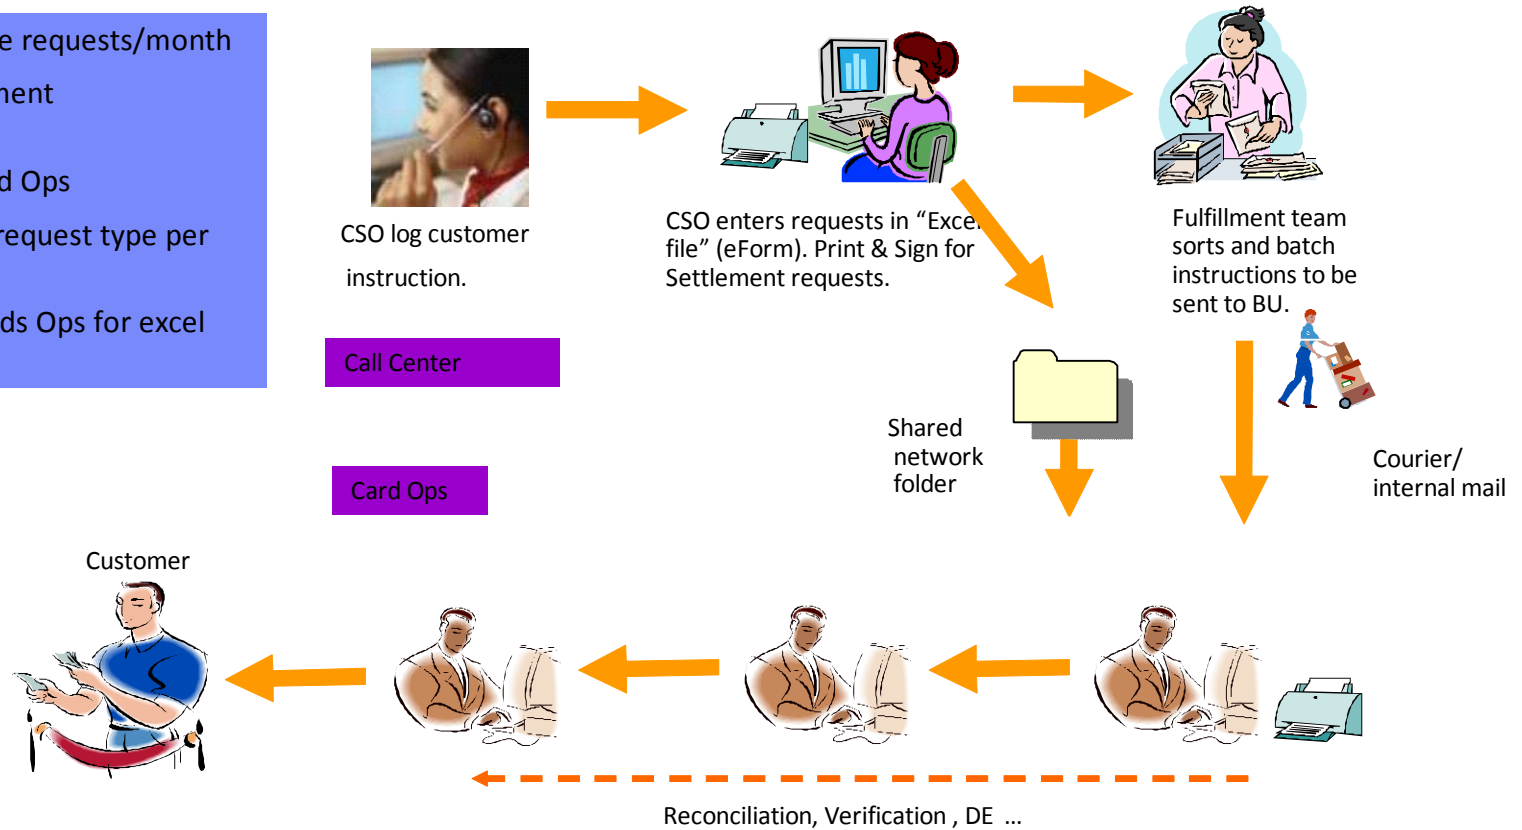 e requests/month
nent
d Ops
request type per
ds Ops for excel
CSO log customer
instruction.
CSO enters requests in “Excel
file” (eForm). Print & Sign for
Settlement requests.
Fulfillment team
sorts and batch
instructions to be
sent to BU.
Call Center
Card Ops
Shared
network
folder
Courier/
internal mail
Customer
Reconciliation, Verification , DE ...